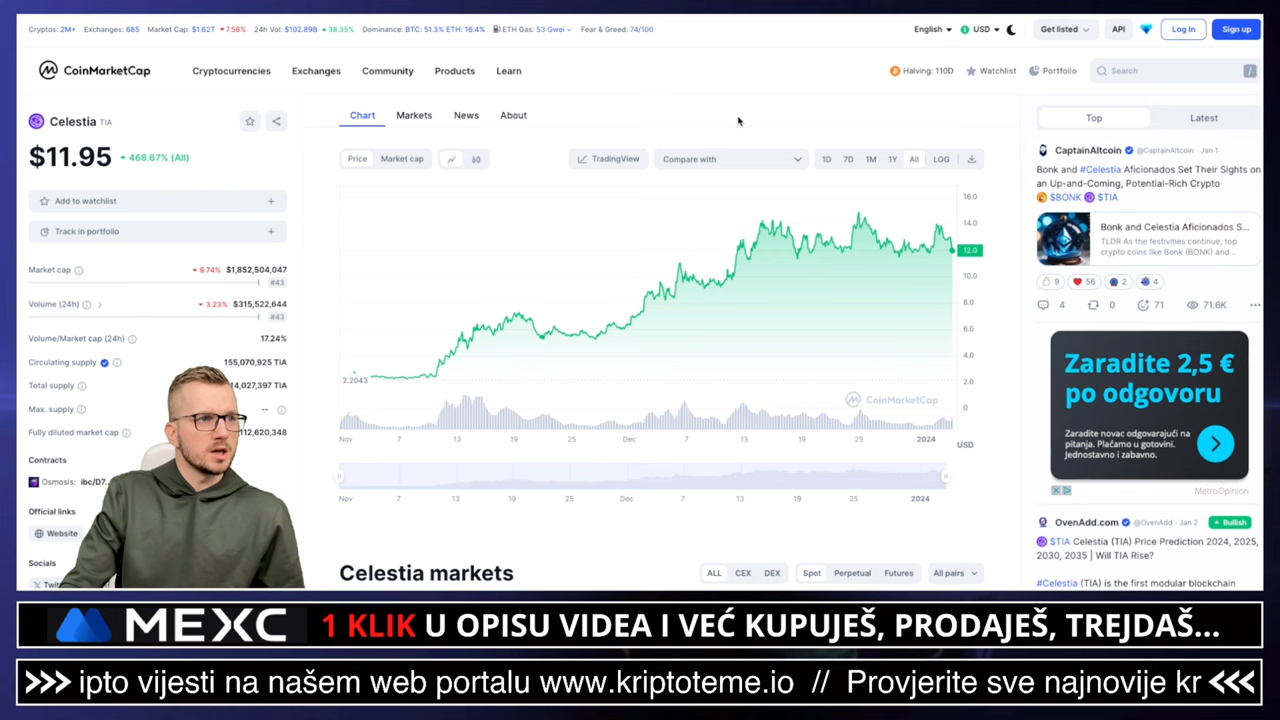 Cryptos: 2M+ Exchanges: 685 Market Cap: $1.62T ▼ 7.56% 24h Vol: $102.89B ▲ 38.35% Dominance: BTC: 51.3% ETH: 16.4% ETH Gas: 53 Gwei Fear & Greed: 74/100
English USD Get listed API Log In Sign up
CoinMarketCap Cryptocurrencies Exchanges Community Products Learn
Halving: 110D Watchlist Portfolio Search /
Celestia TIA
$11.95 ▲ 468.67% (All)
Add to watchlist +
Track in portfolio +
Market cap ▼ 9.74% $1,852,504,047
#43
Volume (24h) > ▼ 3.23% $315,522,644
#43
Volume/Market cap (24h) 17.24%
Circulating supply 155,070,925 TIA
Total supply 14,027,397 TIA
Max. supply --
Fully diluted market cap 112,620,348
Contracts
Osmosis: ibc/D7...
Official links
Website
Socials
Chart Markets News About
Price Market cap TradingView Compare with 1D 7D 1M 1Y All LOG
16.0
14.0
12.0
10.0
8.0
6.0
4.0
2.0
0
2.2043
CoinMarketCap
Nov 7 13 19 25 Dec 7 13 19 25 2024 USD
Nov 7 13 19 25 Dec 7 13 19 25 2024
Celestia markets
ALL CEX DEX Spot Perpetual Futures All pairs
Top Latest
CaptainAltcoin @CaptainAltcoin · Jan 1
Bonk and #Celestia Aficionados Set Their Sights on
an Up-and-Coming, Potential-Rich Crypto
$BONK $TIA
Bonk and Celestia Aficionados S...
TLDR As the festivities continue, top
crypto coins like Bonk (BONK) an...
9 56 2 4
4 0 71 71.6K ...
Zaradite 2,5 €
po odgovoru
Zaradite novac odgovarajući na
pitanja. Plaćamo u gotovini.
Jednostavno i zabavno.
MetroOpinion
OvenAdd.com @OvenAdd · Jan 2 Bullish
$TIA Celestia (TIA) Price Prediction 2024, 2025,
2030, 2035 | Will TIA Rise?
#Celestia (TIA) is the first modular blockchain
MEXC 1 KLIK U OPISU VIDEA I VEĆ KUPUJEŠ, PRODAJEŠ, TREJDAŠ...
>>> ipto vijesti na našem web portalu www.kriptoteme.io // Provjerite sve najnovije kr <<<